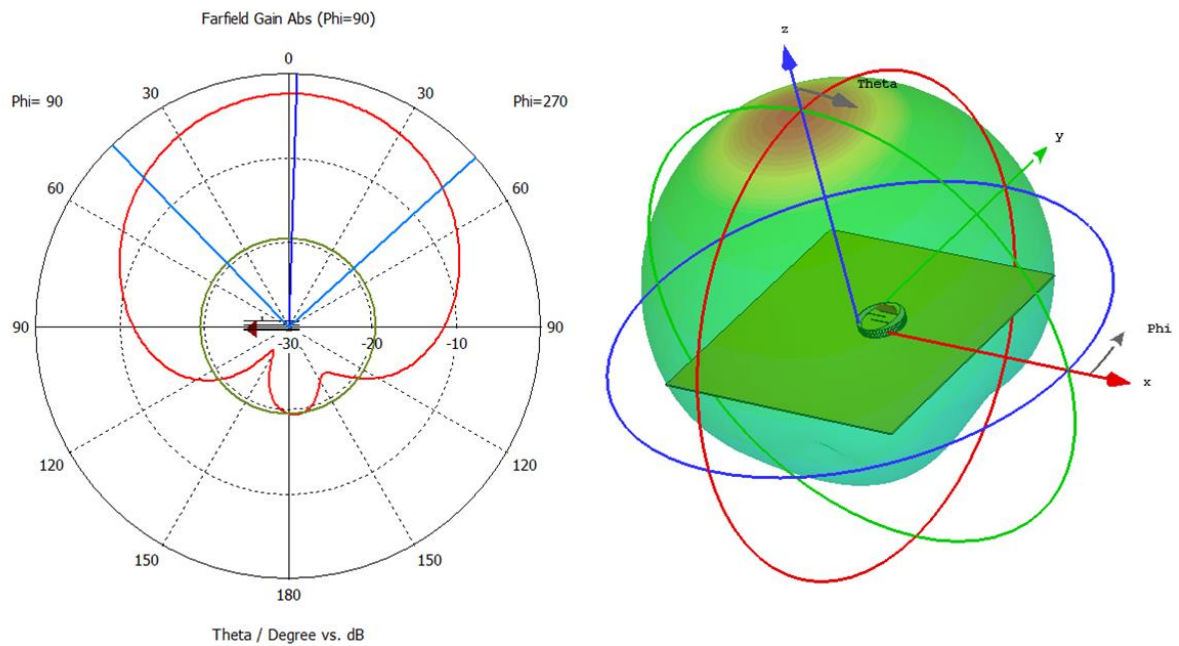 Farfield Gain Abs (Phi=90)
0
Phi= 90
30
30
Phi=270
60
60
90
-30
-20
-10
90
120
120
150
150
180
Theta / Degree vs. dB
z
Theta
y
Phi
x